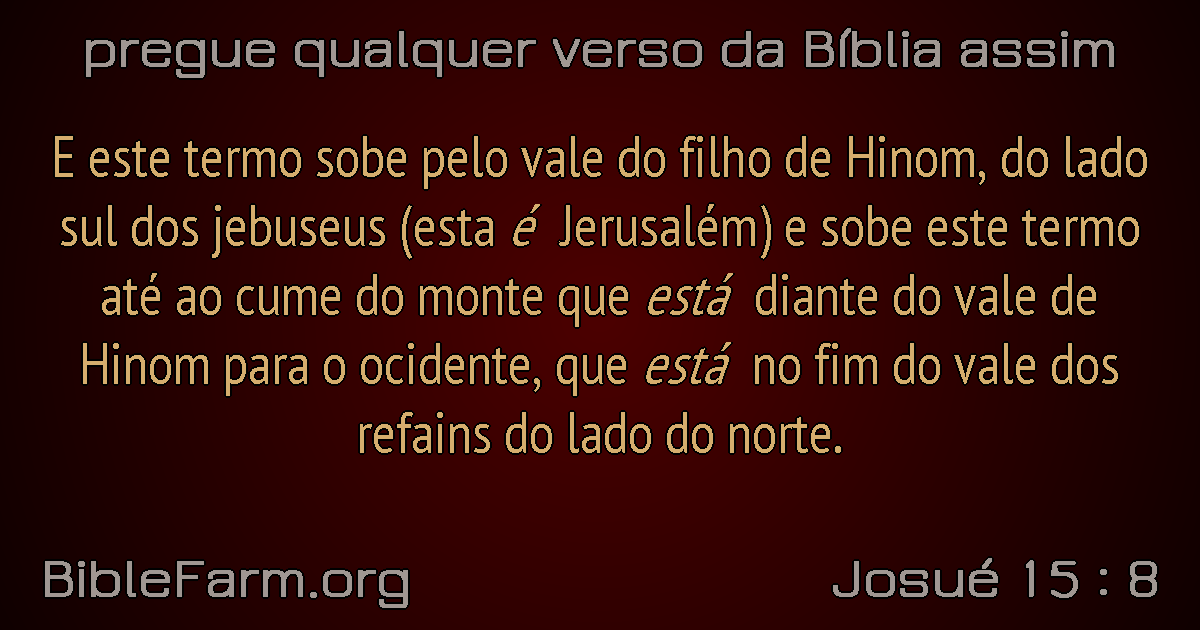 pregue qualquer verso da Bíblia assim
E este termo sobe pelo vale do filho de Hinom, do lado
sul dos jebuseus (esta é Jerusalém) e sobe este termo
até ao cume do monte que está diante do vale de
Hinom para o ocidente, que está no fim do vale dos
refains do lado do norte.
BibleFarm.org
Josué 15 : 8